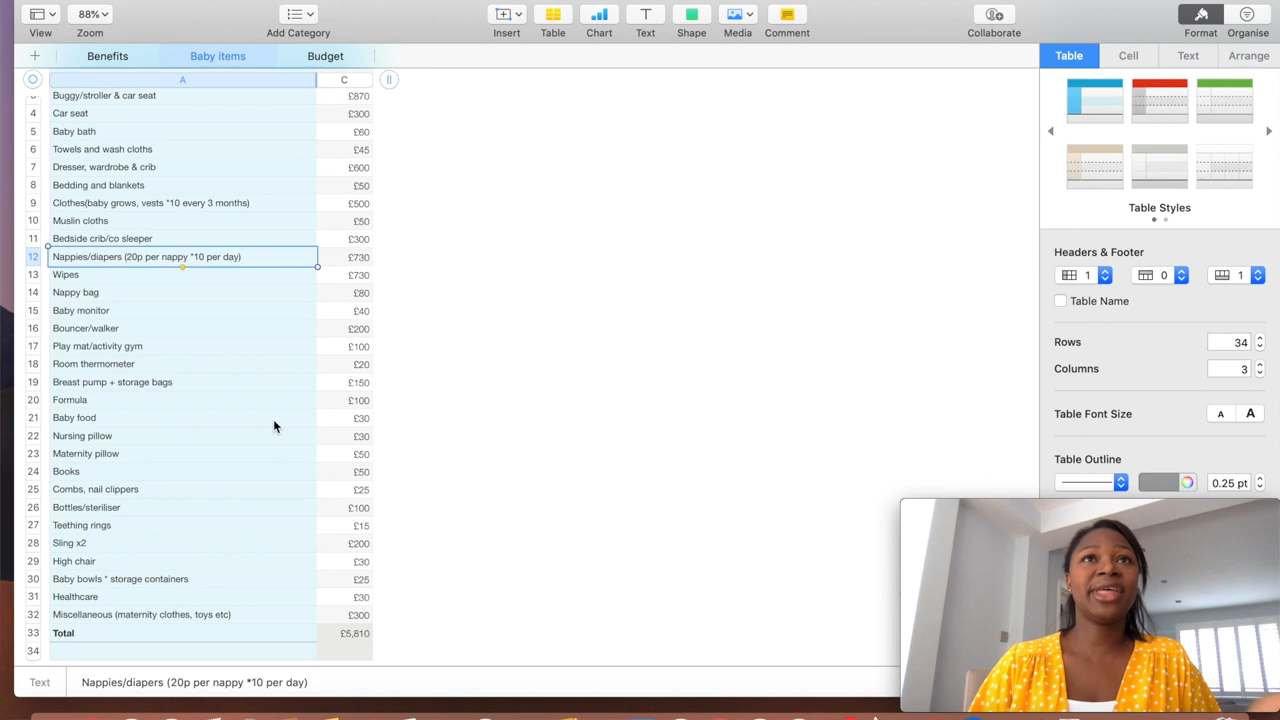 88%
View
Zoom
Add Category
Insert
Table
Chart
Text
Shape
Media
Comment
Collaborate
Format
Organise
Benefits
Baby items
Budget
Table
Cell
Text
Arrange
A
C
Buggy/stroller & car seat £870
4 Car seat £300
5 Baby bath £60
6 Towels and wash cloths £45
7 Dresser, wardrobe & crib £600
8 Bedding and blankets £50
9 Clothes(baby grows, vests *10 every 3 months) £500
10 Muslin cloths £50
11 Bedside crib/co sleeper £300
12 Nappies/diapers (20p per nappy *10 per day) £730
13 Wipes £730
14 Nappy bag £80
15 Baby monitor £40
16 Bouncer/walker £200
17 Play mat/activity gym £100
18 Room thermometer £20
19 Breast pump + storage bags £150
20 Formula £100
21 Baby food £30
22 Nursing pillow £30
23 Maternity pillow £50
24 Books £50
25 Combs, nail clippers £25
26 Bottles/steriliser £100
27 Teething rings £15
28 Sling x2 £200
29 High chair £30
30 Baby bowls * storage containers £25
31 Healthcare £30
32 Miscellaneous (maternity clothes, toys etc) £300
33 Total £5,810
34
Table Styles
Headers & Footer
1 0 1
Table Name
Rows 34
Columns 3
Table Font Size A A
Table Outline
0.25 pt
Text Nappies/diapers (20p per nappy *10 per day)